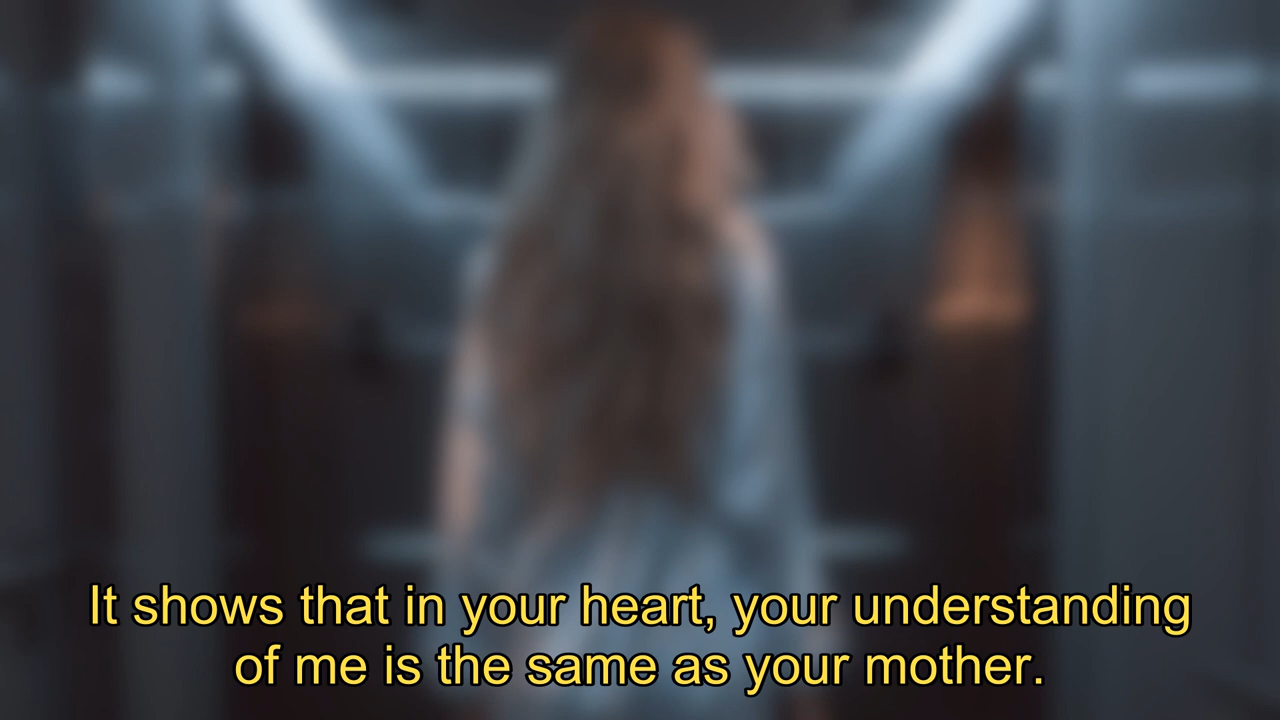 It shows that in your heart, your understanding
of me is the same as your mother.